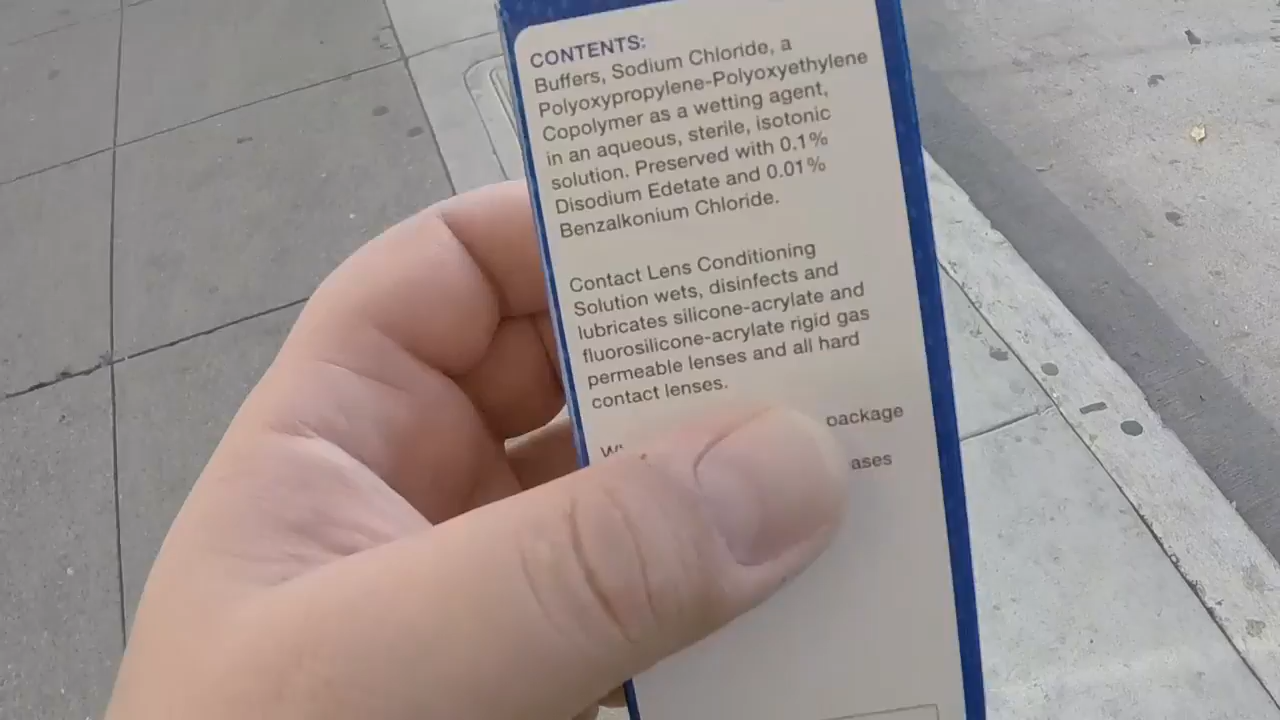 CONTENTS:
Buffers, Sodium Chloride, a
Polyoxypropylene-Polyoxyethylene
Copolymer as a wetting agent,
in an aqueous, sterile, isotonic
solution. Preserved with 0.1%
Disodium Edetate and 0.01%
Benzalkonium Chloride.
Contact Lens Conditioning
Solution wets, disinfects and
lubricates silicone-acrylate and
fluorosilicone-acrylate rigid gas
permeable lenses and all hard
contact lenses.
package